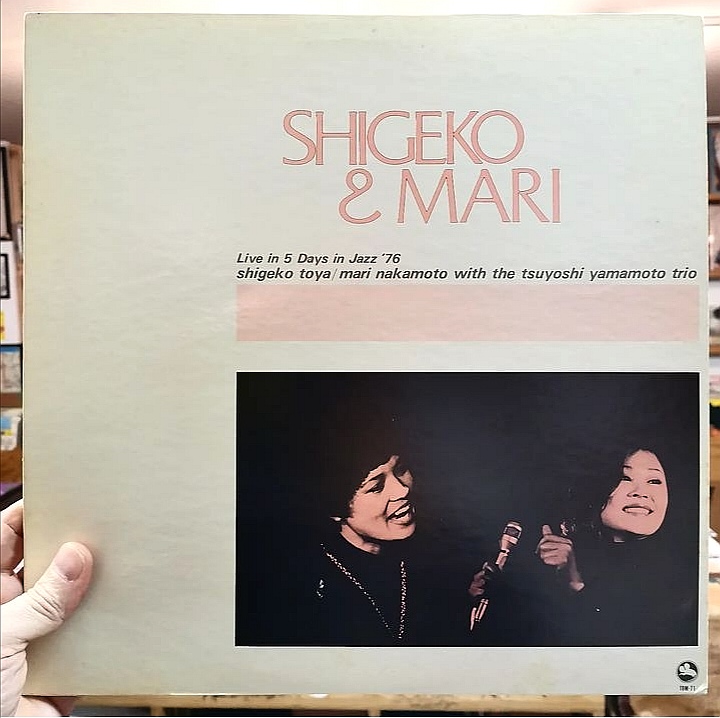 SHIGEKO
& MARI
Live in 5 Days in Jazz '76
shigeko toya/mari nakamoto with the tsuyoshi yamamoto trio